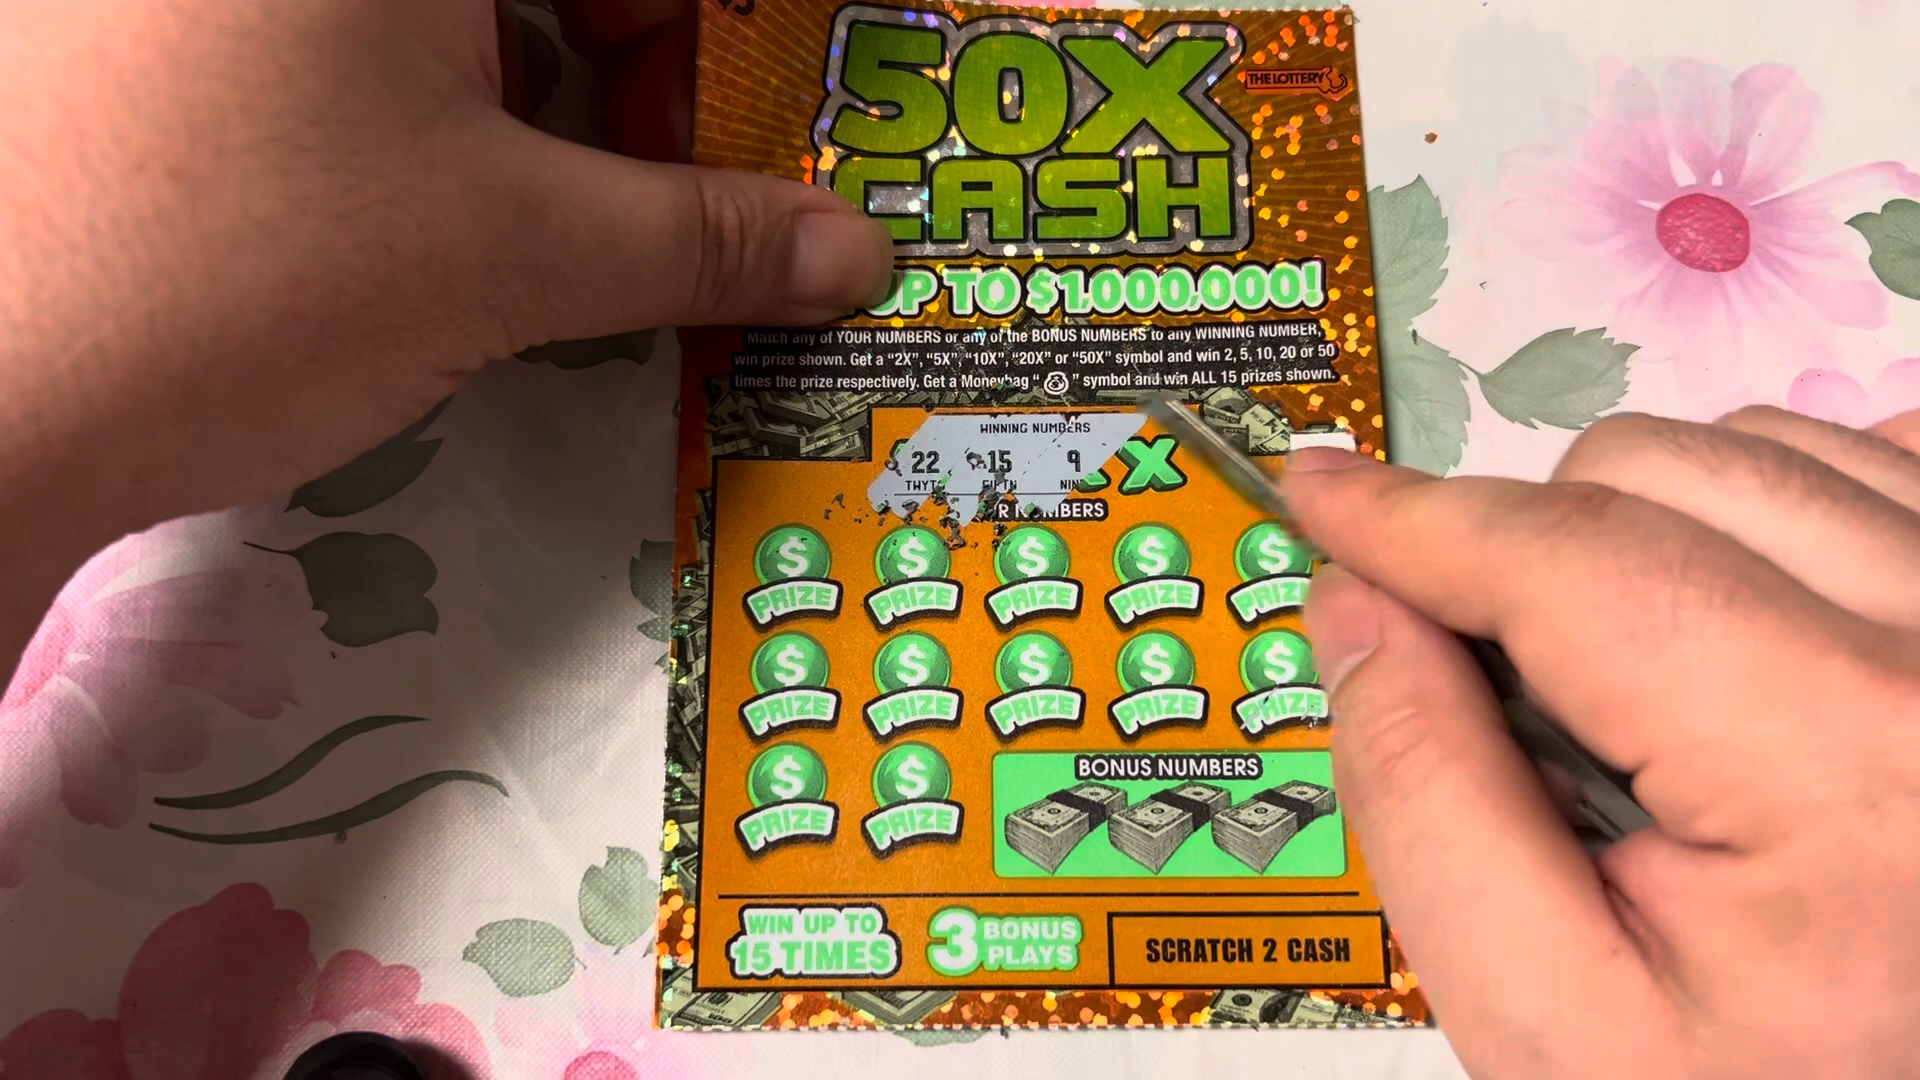 $5
50X
CASH
THE LOTTERY
UP TO $1,000,000!
Match any of YOUR NUMBERS or any of the BONUS NUMBERS to any WINNING NUMBER,
win prize shown. Get a "2X", "5X", "10X", "20X" or "50X" symbol and win 2, 5, 10, 20 or 50
times the prize respectively. Get a Moneybag " " symbol and win ALL 15 prizes shown.
WINNING NUMBERS
22 15 9 X
NUMBERS
$ $ $ $ $
PRIZE PRIZE PRIZE PRIZE PRIZE
$ $ $ $ $
PRIZE PRIZE PRIZE PRIZE PRIZE
$ $
PRIZE PRIZE
BONUS NUMBERS
WIN UP TO
15 TIMES
3 BONUS
PLAYS
SCRATCH 2 CASH